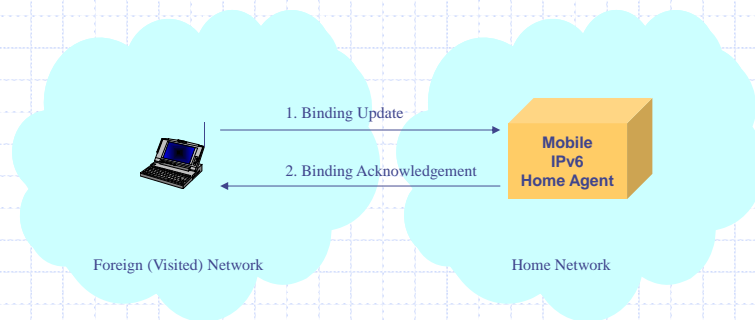 1. Binding Update
Mobile
IPv6
Home Agent
2. Binding Acknowledgement
Foreign (Visited) Network
Home Network